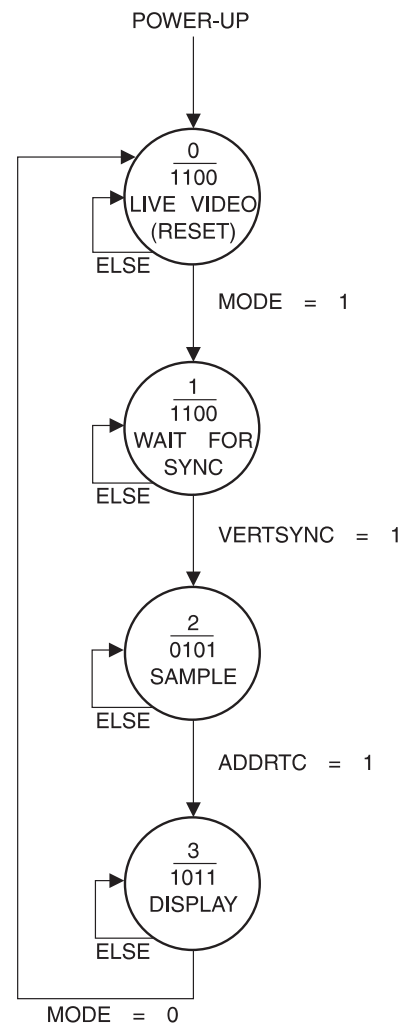 POWER-UP
0
1100
LIVE VIDEO
(RESET)
ELSE
MODE = 1
1
1100
WAIT FOR
SYNC
ELSE
VERTSYNC = 1
2
0101
SAMPLE
ELSE
ADDRTC = 1
3
1011
DISPLAY
ELSE
MODE = 0